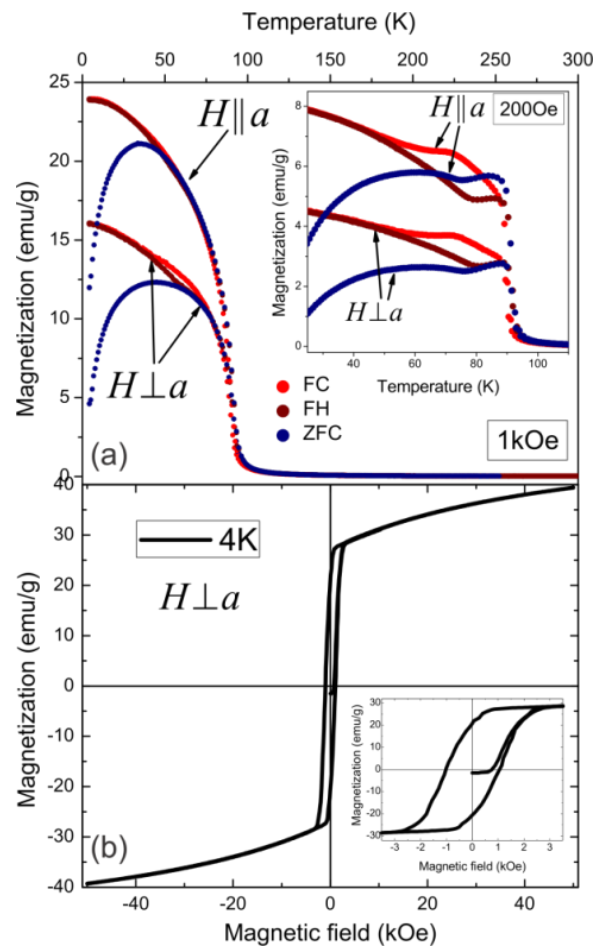 Temperature (K)
0 50 100 150 200 250 300
(a)
Magnetization (emu/g)
25
20
15
10
5
0
H∥a
H⊥a
FC
FH
ZFC
1kOe
200Oe
H∥a
H⊥a
Magnetization (emu/g)
8
6
4
2
0
40 60 80 100
Temperature (K)
(b)
Magnetization (emu/g)
40
30
20
10
0
-10
-20
-30
-40
4K
H⊥a
-40 -20 0 20 40
Magnetic field (kOe)
Magnetization (emu/g)
30
20
10
0
-10
-20
-30
-3 -2 -1 0 1 2 3
Magnetic field (kOe)